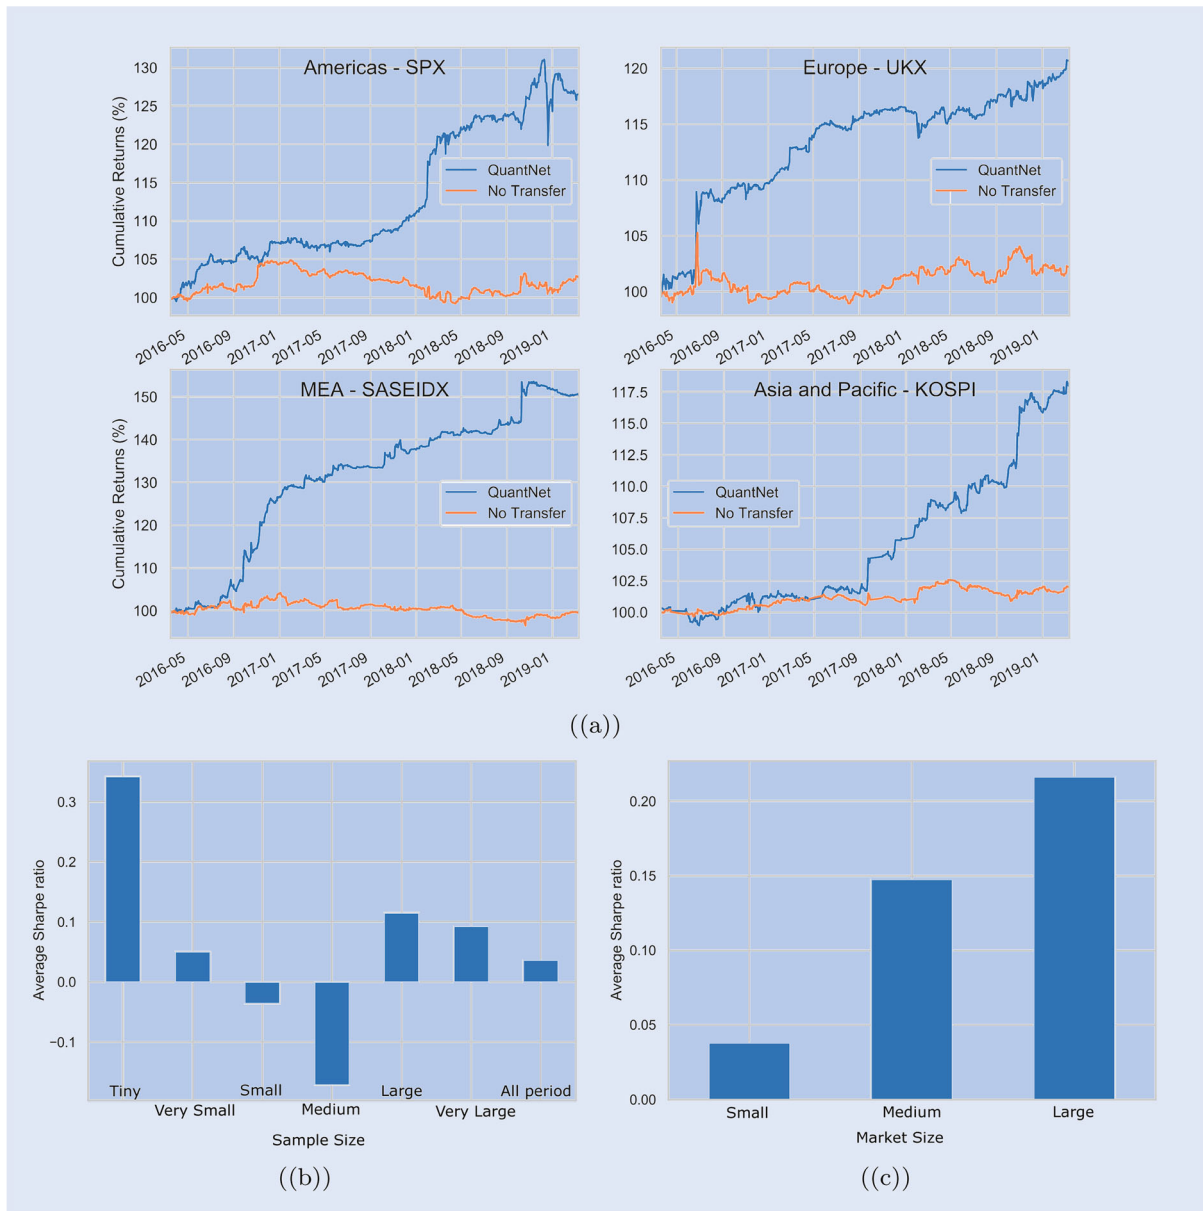 Americas - SPX
Cumulative Returns (%)
130
125
120
115
110
105
100
QuantNet
No Transfer
2016-05
2016-09
2017-01
2017-05
2017-09
2018-01
2018-05
2018-09
2019-01
Europe - UKX
120
115
110
105
100
QuantNet
No Transfer
2016-05
2016-09
2017-01
2017-05
2017-09
2018-01
2018-05
2018-09
2019-01
MEA - SASEIDX
Cumulative Returns (%)
150
140
130
120
110
100
QuantNet
No Transfer
2016-05
2016-09
2017-01
2017-05
2017-09
2018-01
2018-05
2018-09
2019-01
Asia and Pacific - KOSPI
117.5
115.0
112.5
110.0
107.5
105.0
102.5
100.0
QuantNet
No Transfer
2016-05
2016-09
2017-01
2017-05
2017-09
2018-01
2018-05
2018-09
2019-01
((a))
Average Sharpe ratio
0.3
0.2
0.1
0.0
−0.1
Tiny
Very Small
Small
Medium
Large
Very Large
All period
Sample Size
((b))
Average Sharpe ratio
0.20
0.15
0.10
0.05
0.00
Small
Medium
Large
Market Size
((c))